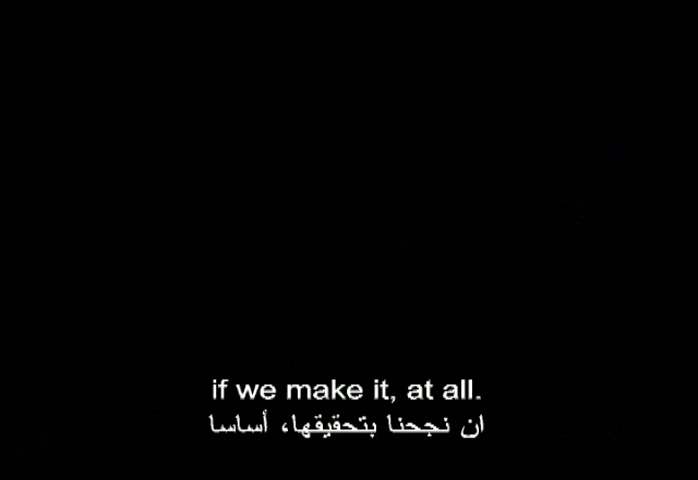 if we make it, at all.
ان نجحنا بتحقيقها، أساسا